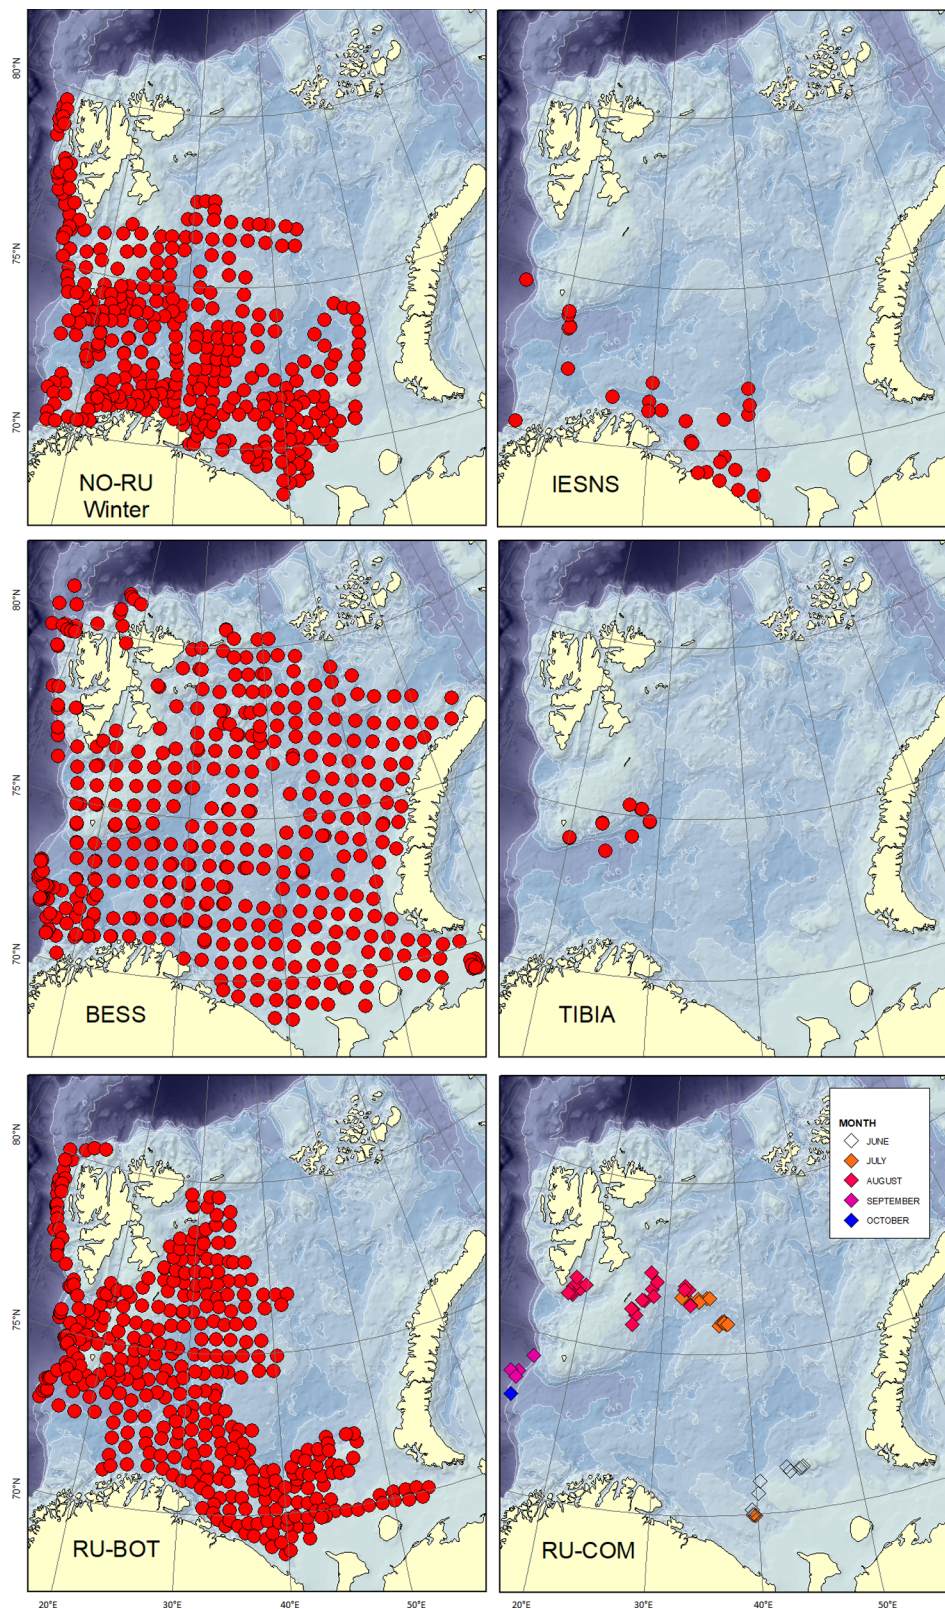 80°N
75°N
70°N
NO-RU
Winter
IESNS
80°N
75°N
70°N
BESS
TIBIA
80°N
75°N
70°N
MONTH
JUNE
JULY
AUGUST
SEPTEMBER
OCTOBER
RU-BOT
RU-COM
20°E
30°E
40°E
50°E
20°E
30°E
40°E
50°E